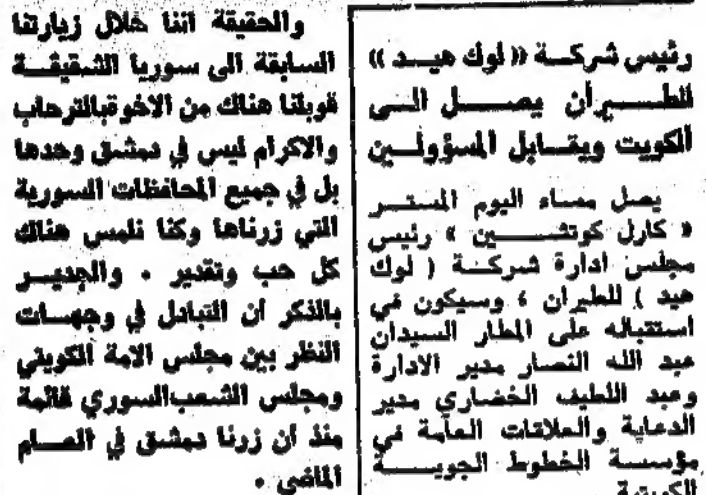 رئيس شركة « لوك هيد »
للطيران يصل الى
الكويت ويقابل المسؤولين
يصل مساء اليوم المستر
« كارل كوتشين » رئيس
مجلس ادارة شركة ( لوك
هيد ) للطيران ، وسيكون في
استقباله على المطار السيدان
عبد الله النصار مدير الادارة
وعبد اللطيف الخضاري مدير
الدعاية والعلاقات العامة في
مؤسسة الخطوط الجوية
الكويتية
والحقيقة اننا خلال زيارتنا
السابقة الى سوريا الشقيقة
قوبلنا هناك من الاخوة بالترحاب
والاكرام ليس في دمشق وحدها
بل في جميع المحافظات السورية
التي زرناها وكنا نلمس هناك
كل حب وتقدير . والجدير
بالذكر ان التبادل في وجهات
النظر بين مجلس الامة الكويتي
ومجلس الشعب السوري قائمة
منذ ان زرنا دمشق في العام
الماضي .